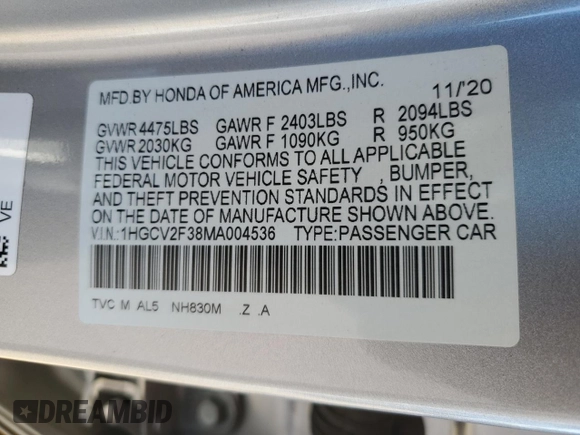 MFD.BY HONDA OF AMERICA MFG.,INC. 11/'20
GVWR 4475LBS GAWR F 2403LBS R 2094LBS
GVWR 2030KG GAWR F 1090KG R 950KG
THIS VEHICLE CONFORMS TO ALL APPLICABLE
FEDERAL MOTOR VEHICLE SAFETY , BUMPER,
AND THEFT PREVENTION STANDARDS IN EFFECT
ON THE DATE OF MANUFACTURE SHOWN ABOVE.
V.I.N.:1HGCV2F38MA004536 TYPE:PASSENGER CAR
TVC M AL5 NH830M .Z .A
VE
DREAMBID